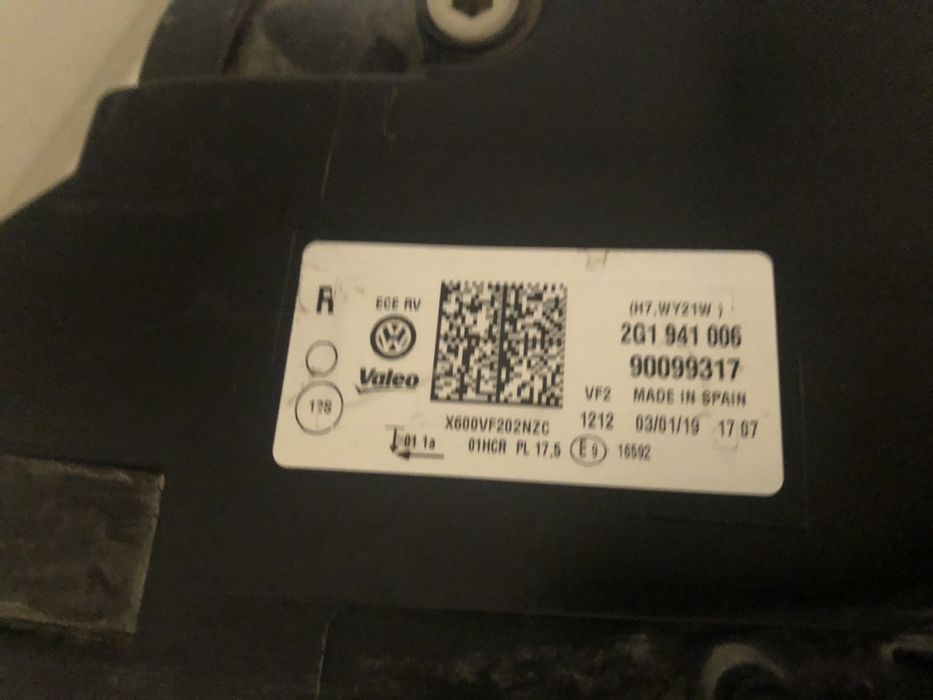 R
ECE RV
Valeo
128
(H7,WY21W )
2G1 941 006
90099317
VF2 MADE IN SPAIN
X600VF202NZC
1212 03/01/19 17 07
01 1a
01HCR PL 17,5 E9 16592